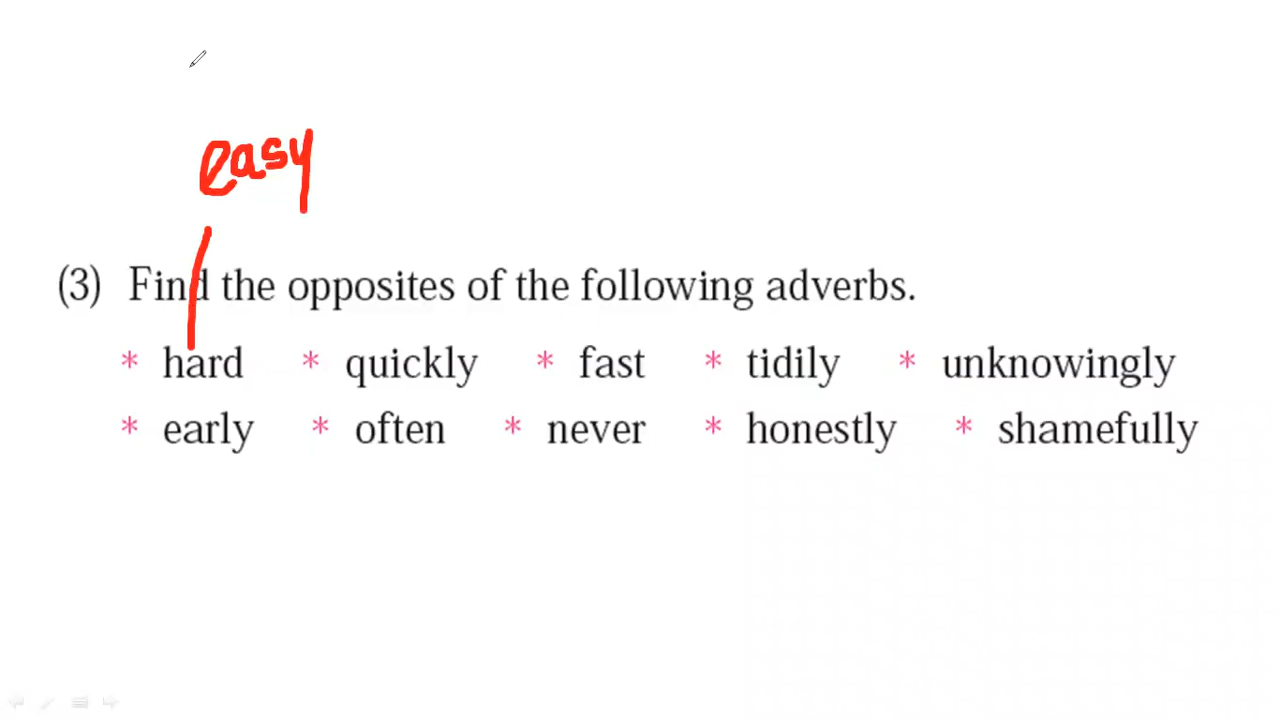 easy
(3) Find the opposites of the following adverbs.
* hard * quickly * fast * tidily * unknowingly
* early * often * never * honestly * shamefully